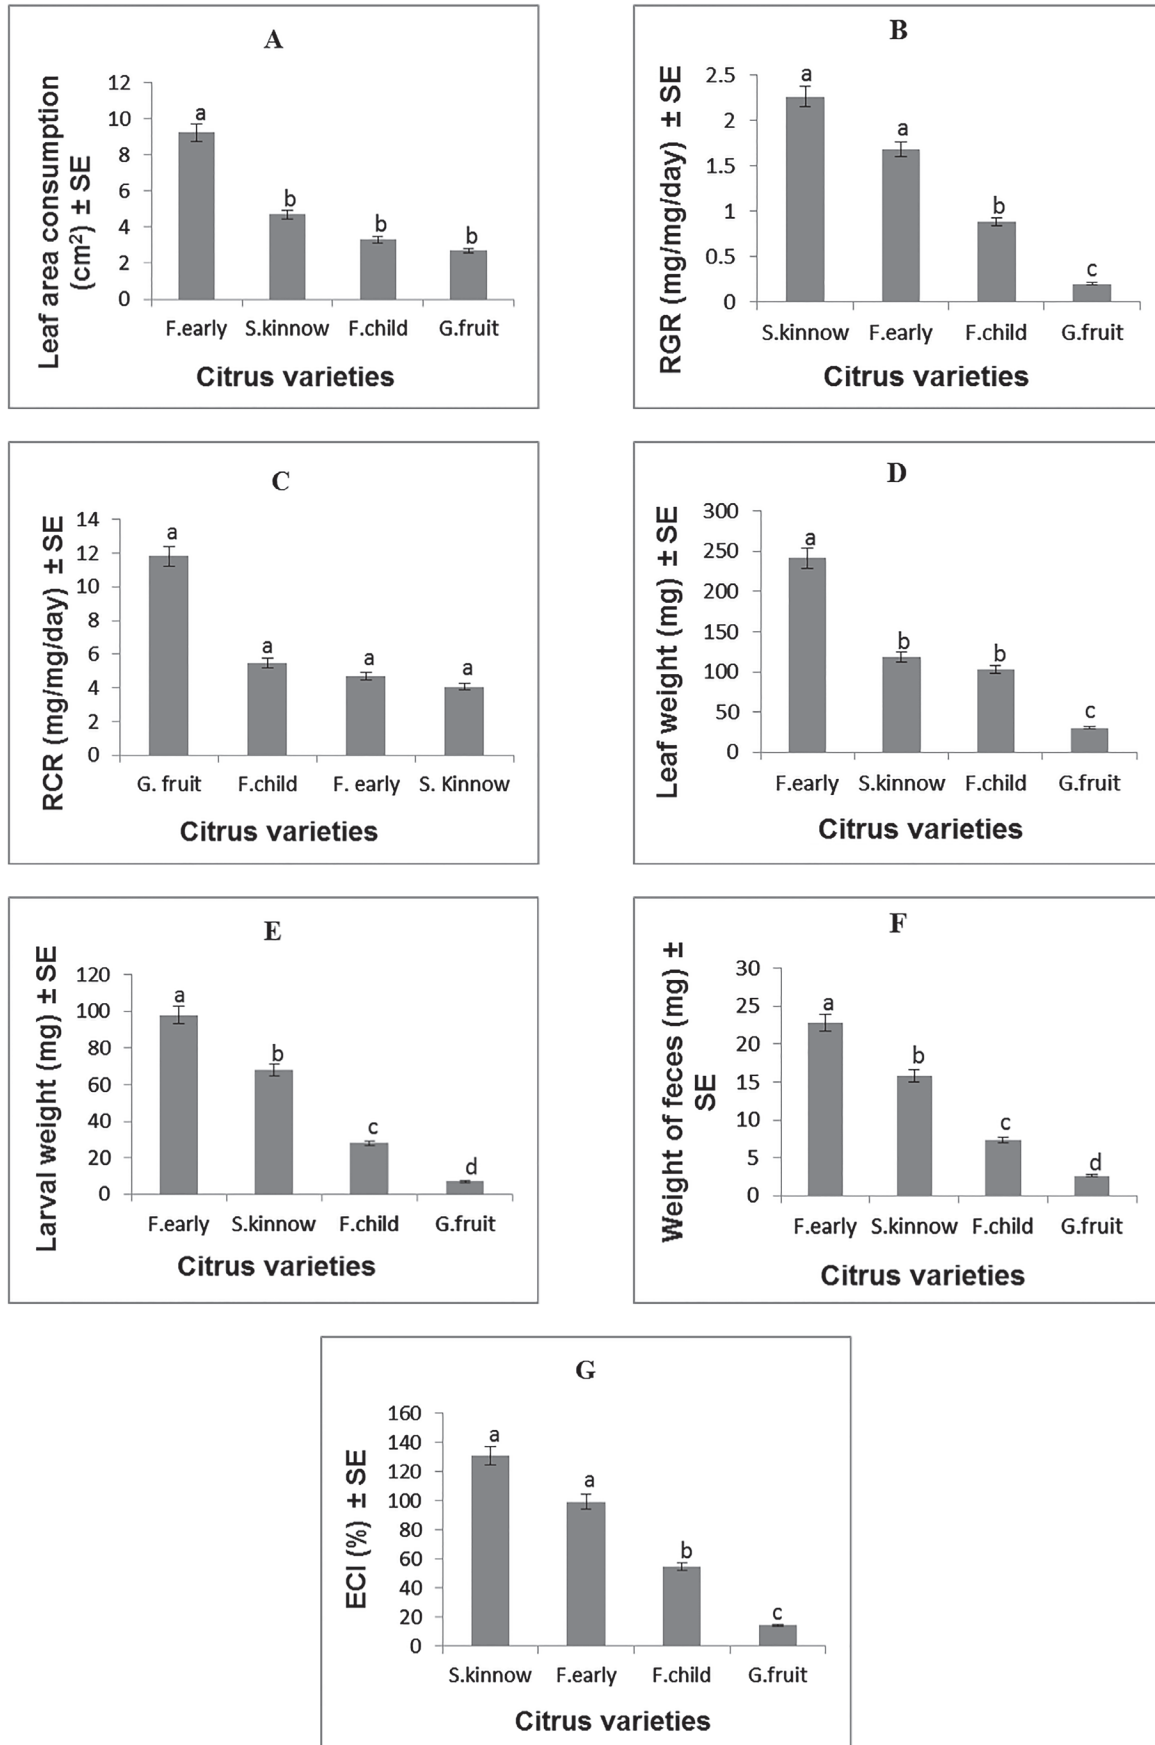 A
Leaf area consumption
(cm²) ± SE
12
10
8
6
4
2
0
a
b
b
b
F.early S.kinnow F.child G.fruit
Citrus varieties
B
RGR (mg/mg/day) ± SE
2.5
2
1.5
1
0.5
0
a
a
b
c
S.kinnow F.early F.child G.fruit
Citrus varieties
C
RCR (mg/mg/day) ± SE
14
12
10
8
6
4
2
0
a
a
a
a
G. fruit F.child F. early S. Kinnow
Citrus varieties
D
Leaf weight (mg) ± SE
300
250
200
150
100
50
0
a
b
b
c
F.early S.kinnow F.child G.fruit
Citrus varieties
E
Larval weight (mg) ± SE
120
100
80
60
40
20
0
a
b
c
d
F.early S.kinnow F.child G.fruit
Citrus varieties
F
Weight of feces (mg) ±
SE
30
25
20
15
10
5
0
a
b
c
d
F.early S.kinnow F.child G.fruit
Citrus varieties
G
ECI (%) ± SE
160
140
120
100
80
60
40
20
0
a
a
b
c
S.kinnow F.early F.child G.fruit
Citrus varieties